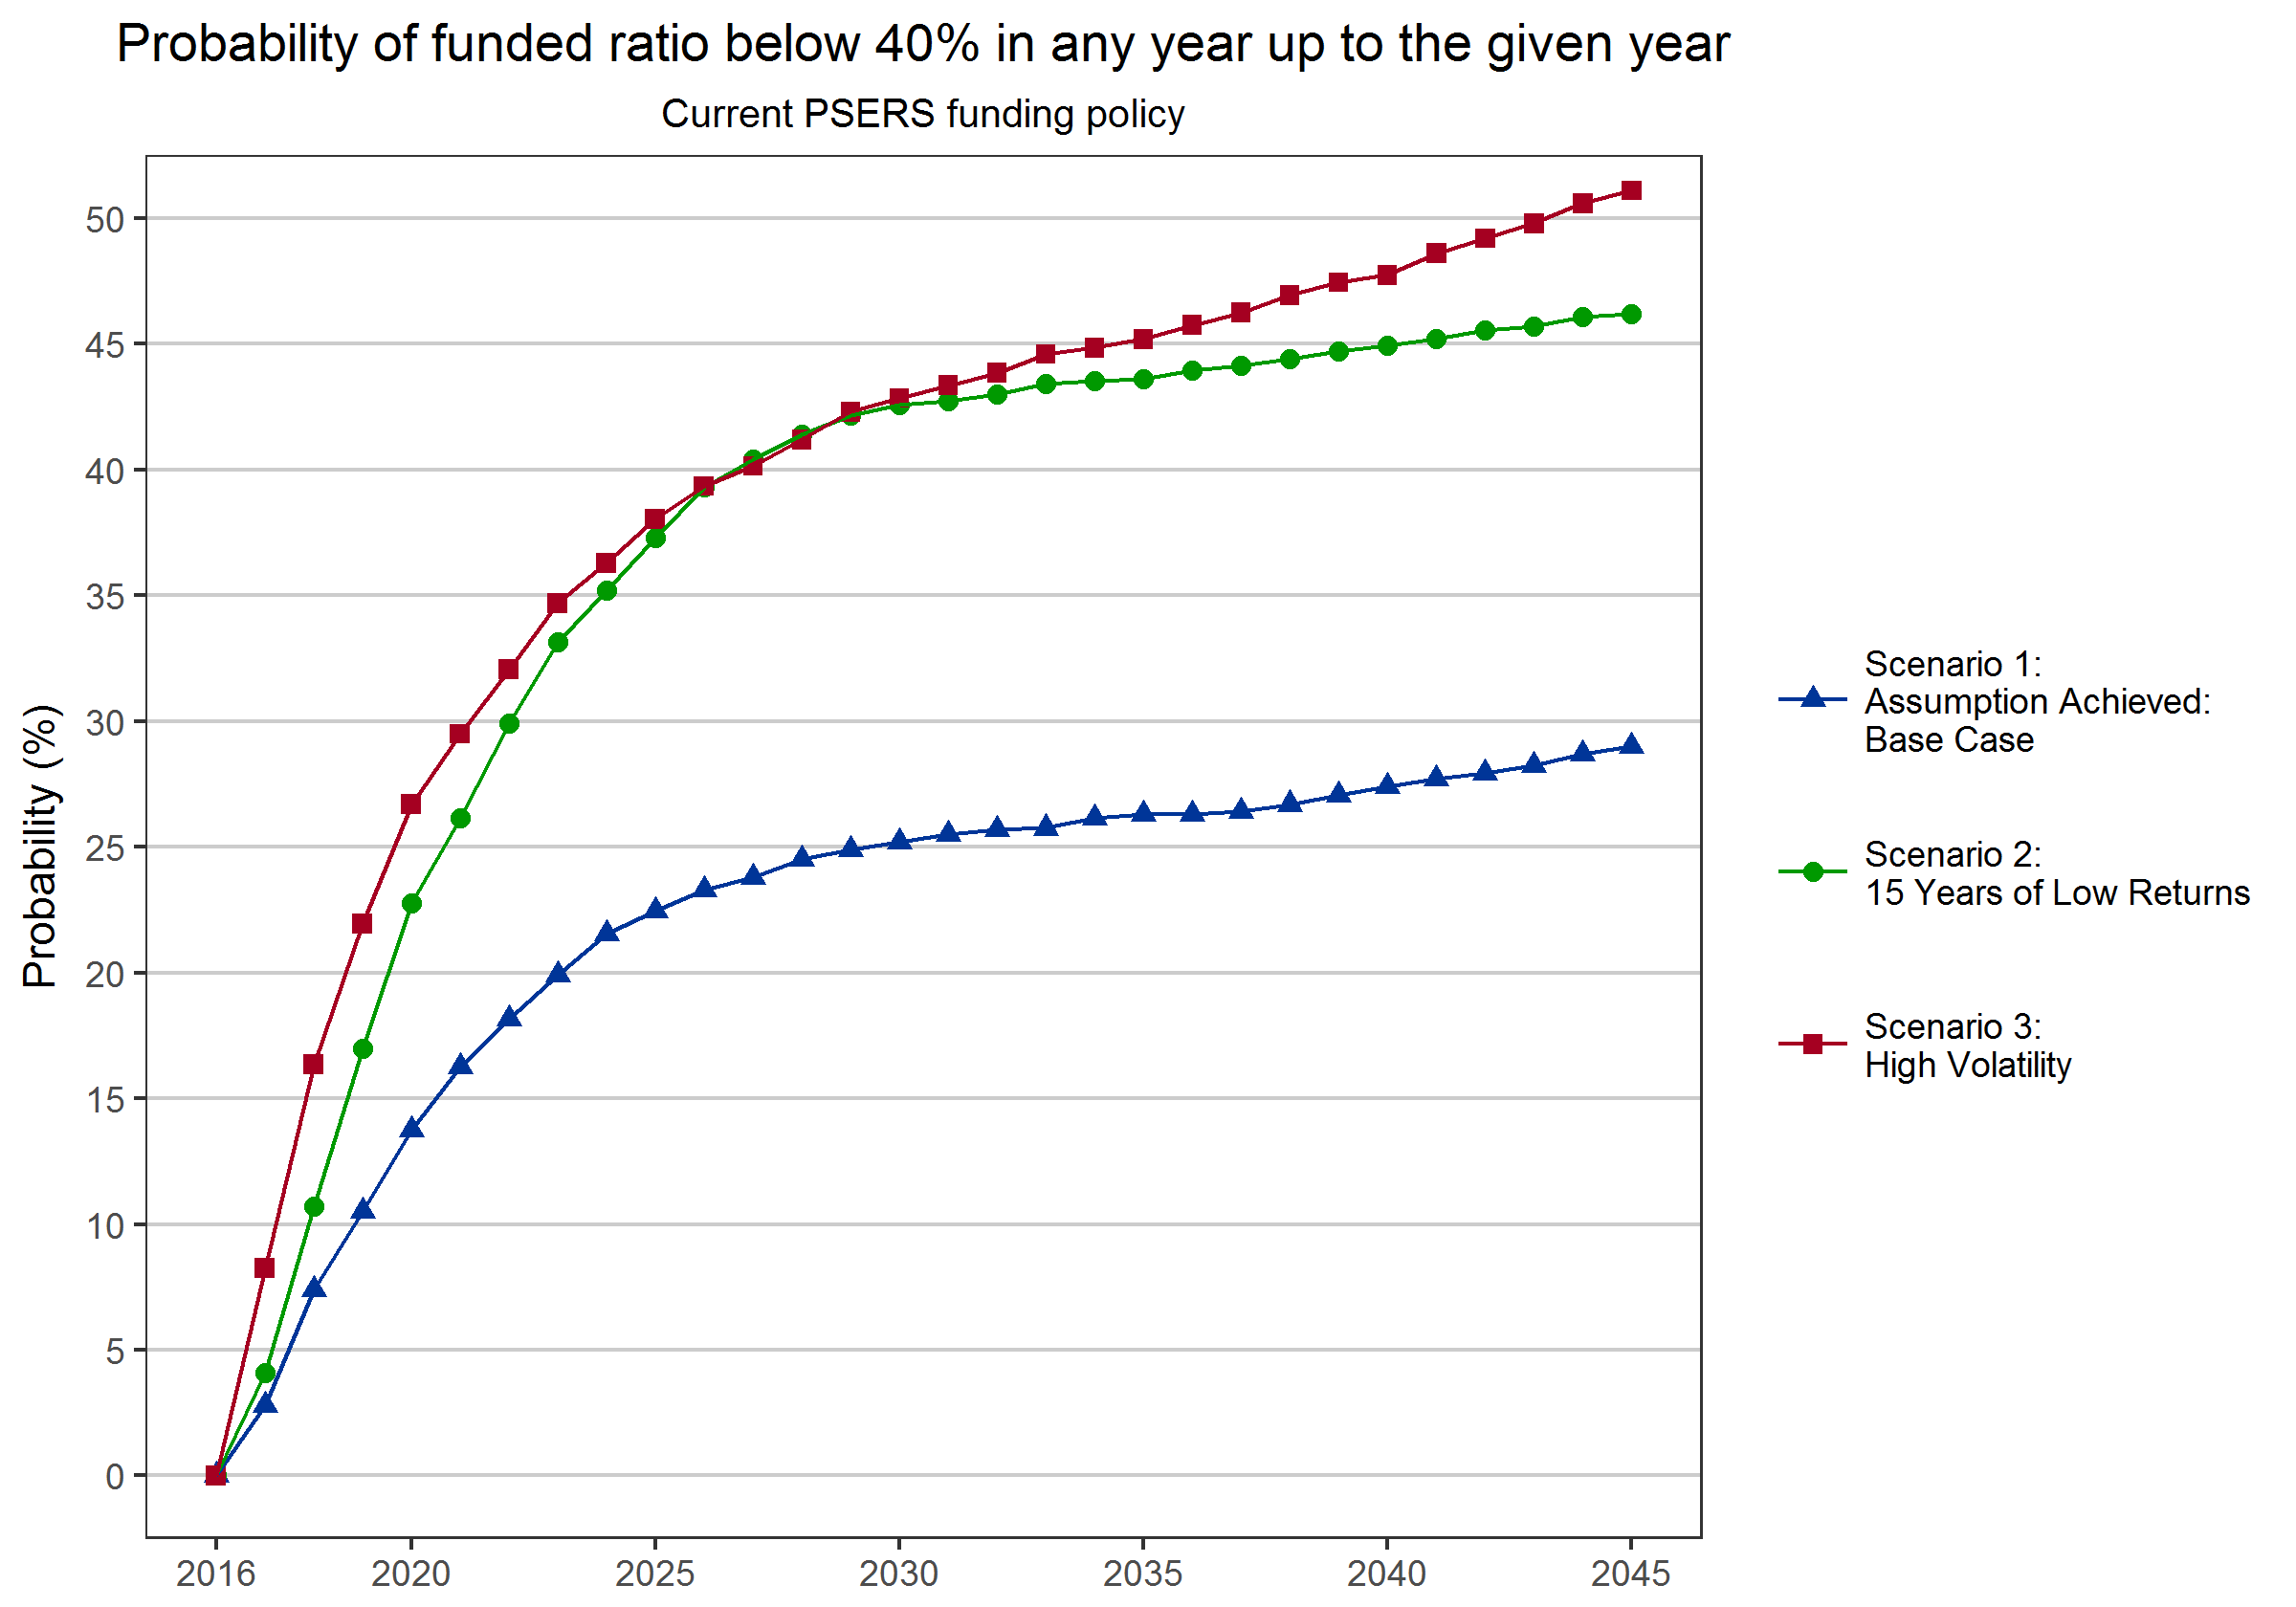 Probability of funded ratio below 40% in any year up to the given year
Current PSERS funding policy
Probability (%)
50
45
40
35
30
25
20
15
10
5
0
2016
2020
2025
2030
2035
2040
2045
Scenario 1:
Assumption Achieved:
Base Case
Scenario 2:
15 Years of Low Returns
Scenario 3:
High Volatility